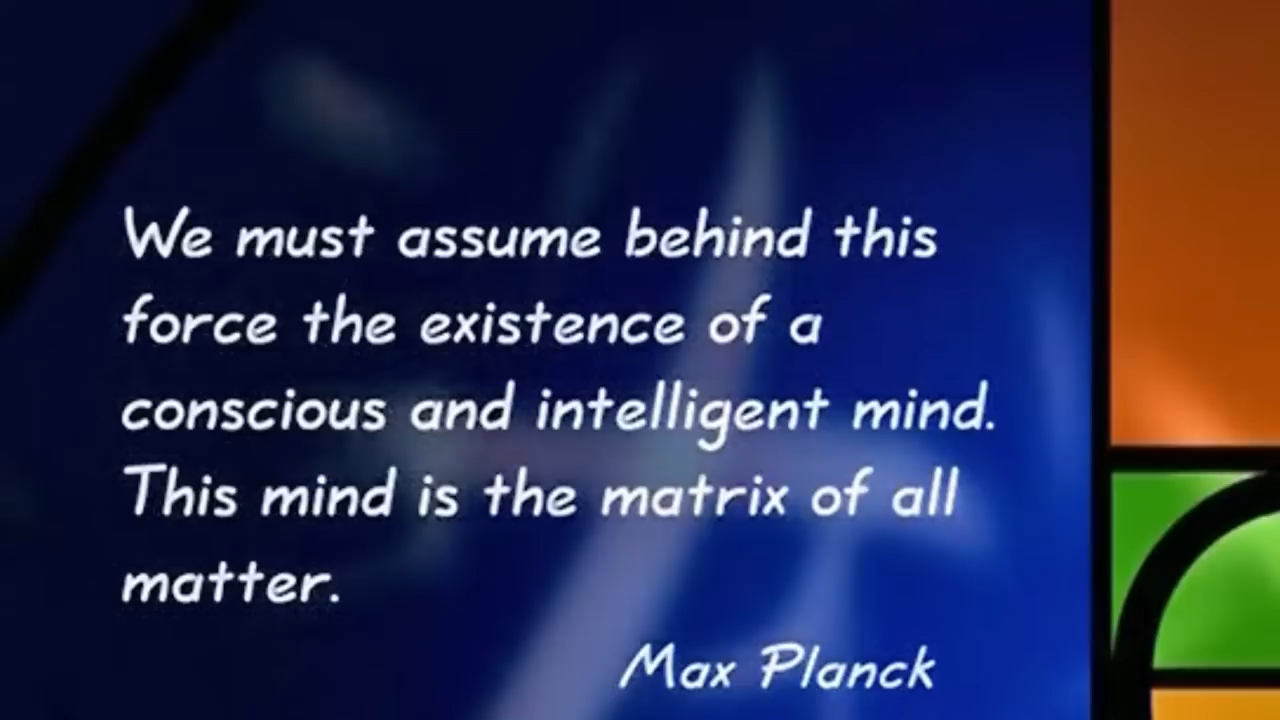 We must assume behind this
force the existence of a
conscious and intelligent mind.
This mind is the matrix of all
matter.
Max Planck